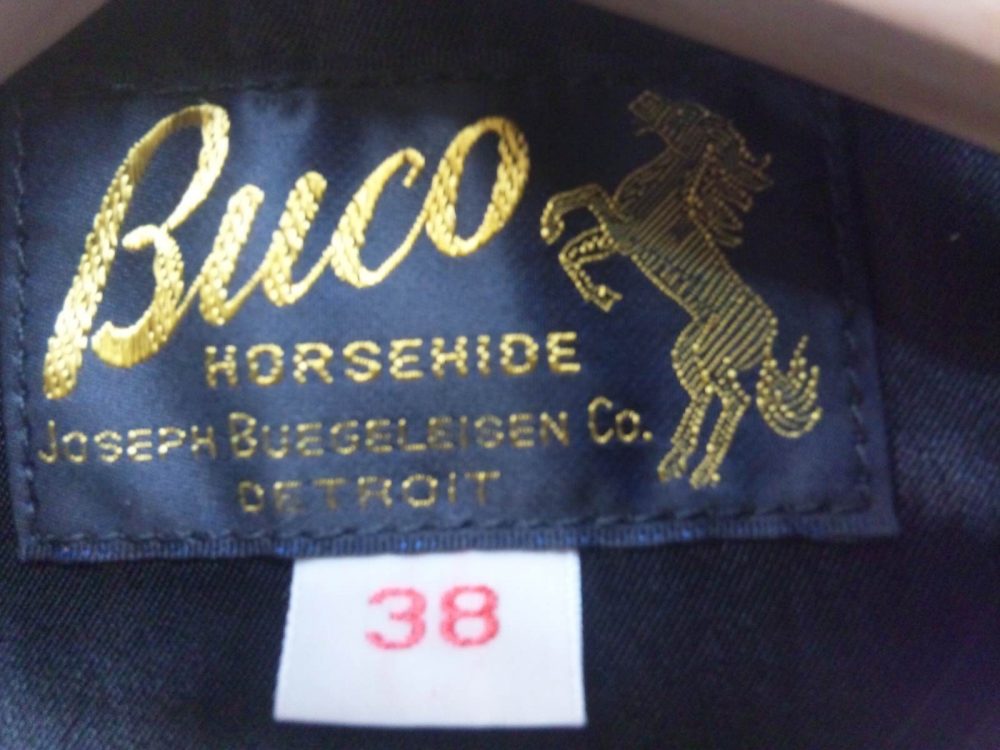 Buco
HORSEHIDE
JOSEPH BUEGELEISEN Co.
DETROIT
38